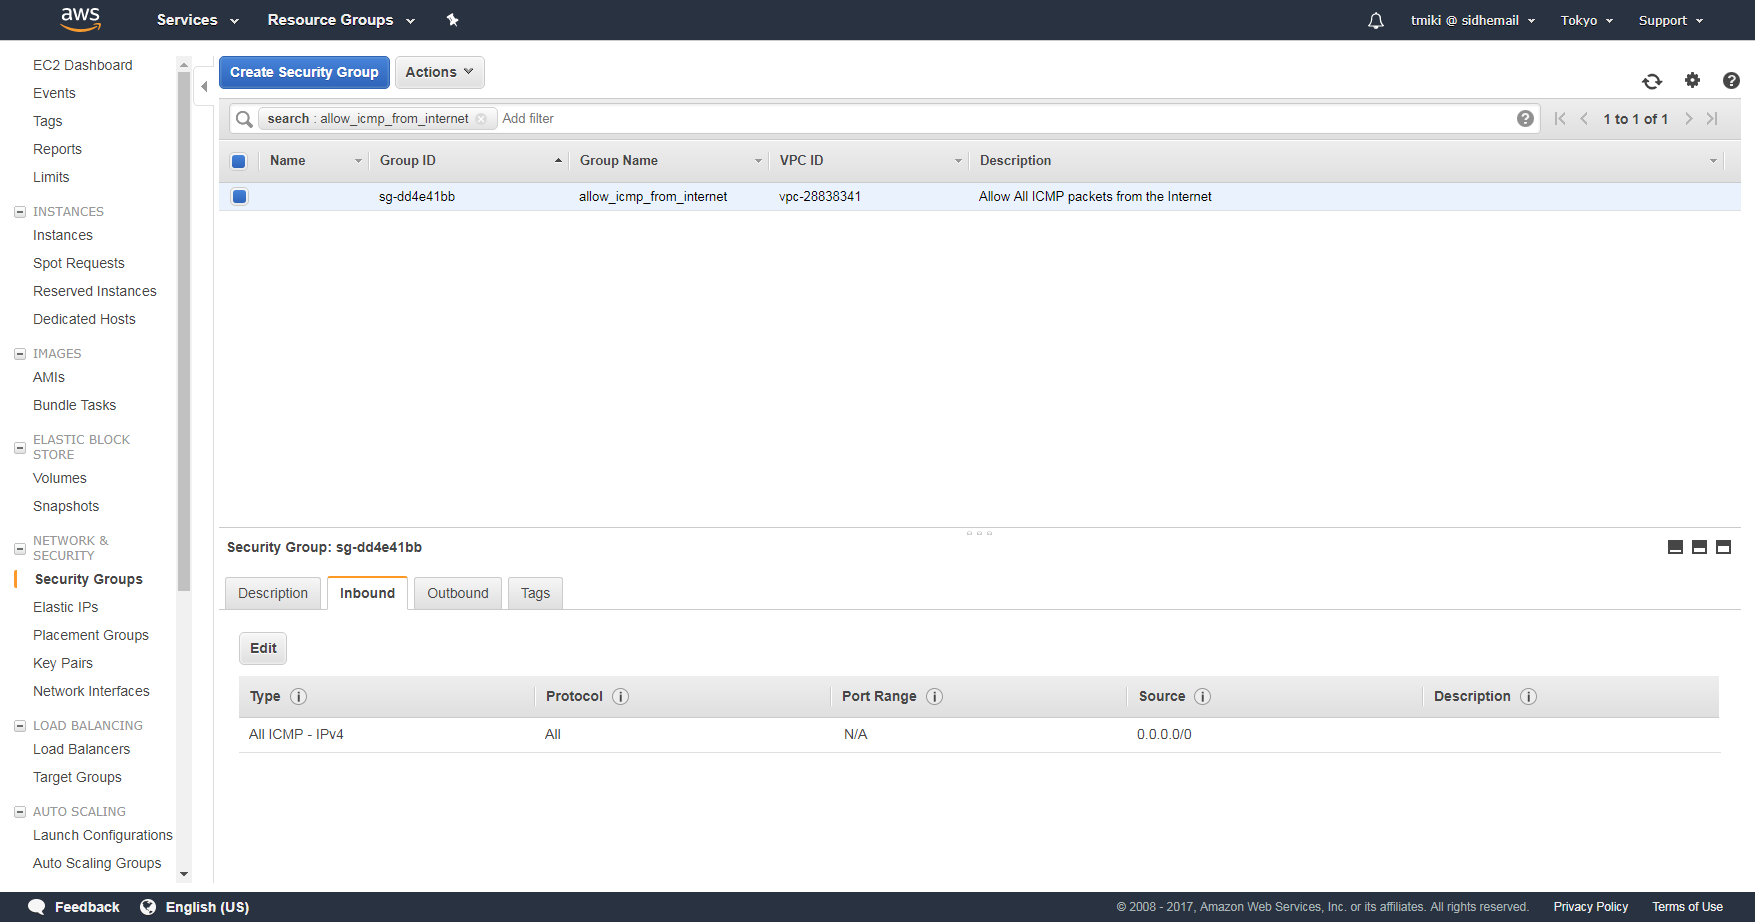 aws Services Resource Groups tmiki @ sidhemail Tokyo Support
EC2 Dashboard
Events
Tags
Reports
Limits
INSTANCES
Instances
Spot Requests
Reserved Instances
Dedicated Hosts
IMAGES
AMIs
Bundle Tasks
ELASTIC BLOCK
STORE
Volumes
Snapshots
NETWORK &
SECURITY
Security Groups
Elastic IPs
Placement Groups
Key Pairs
Network Interfaces
LOAD BALANCING
Load Balancers
Target Groups
AUTO SCALING
Launch Configurations
Auto Scaling Groups
Create Security Group Actions
search : allow_icmp_from_internet Add filter 1 to 1 of 1
Name Group ID Group Name VPC ID Description
sg-dd4e41bb allow_icmp_from_internet vpc-28838341 Allow All ICMP packets from the Internet
Security Group: sg-dd4e41bb
Description Inbound Outbound Tags
Edit
Type Protocol Port Range Source Description
All ICMP - IPv4 All N/A 0.0.0.0/0
Feedback English (US) © 2008 - 2017, Amazon Web Services, Inc. or its affiliates. All rights reserved. Privacy Policy Terms of Use